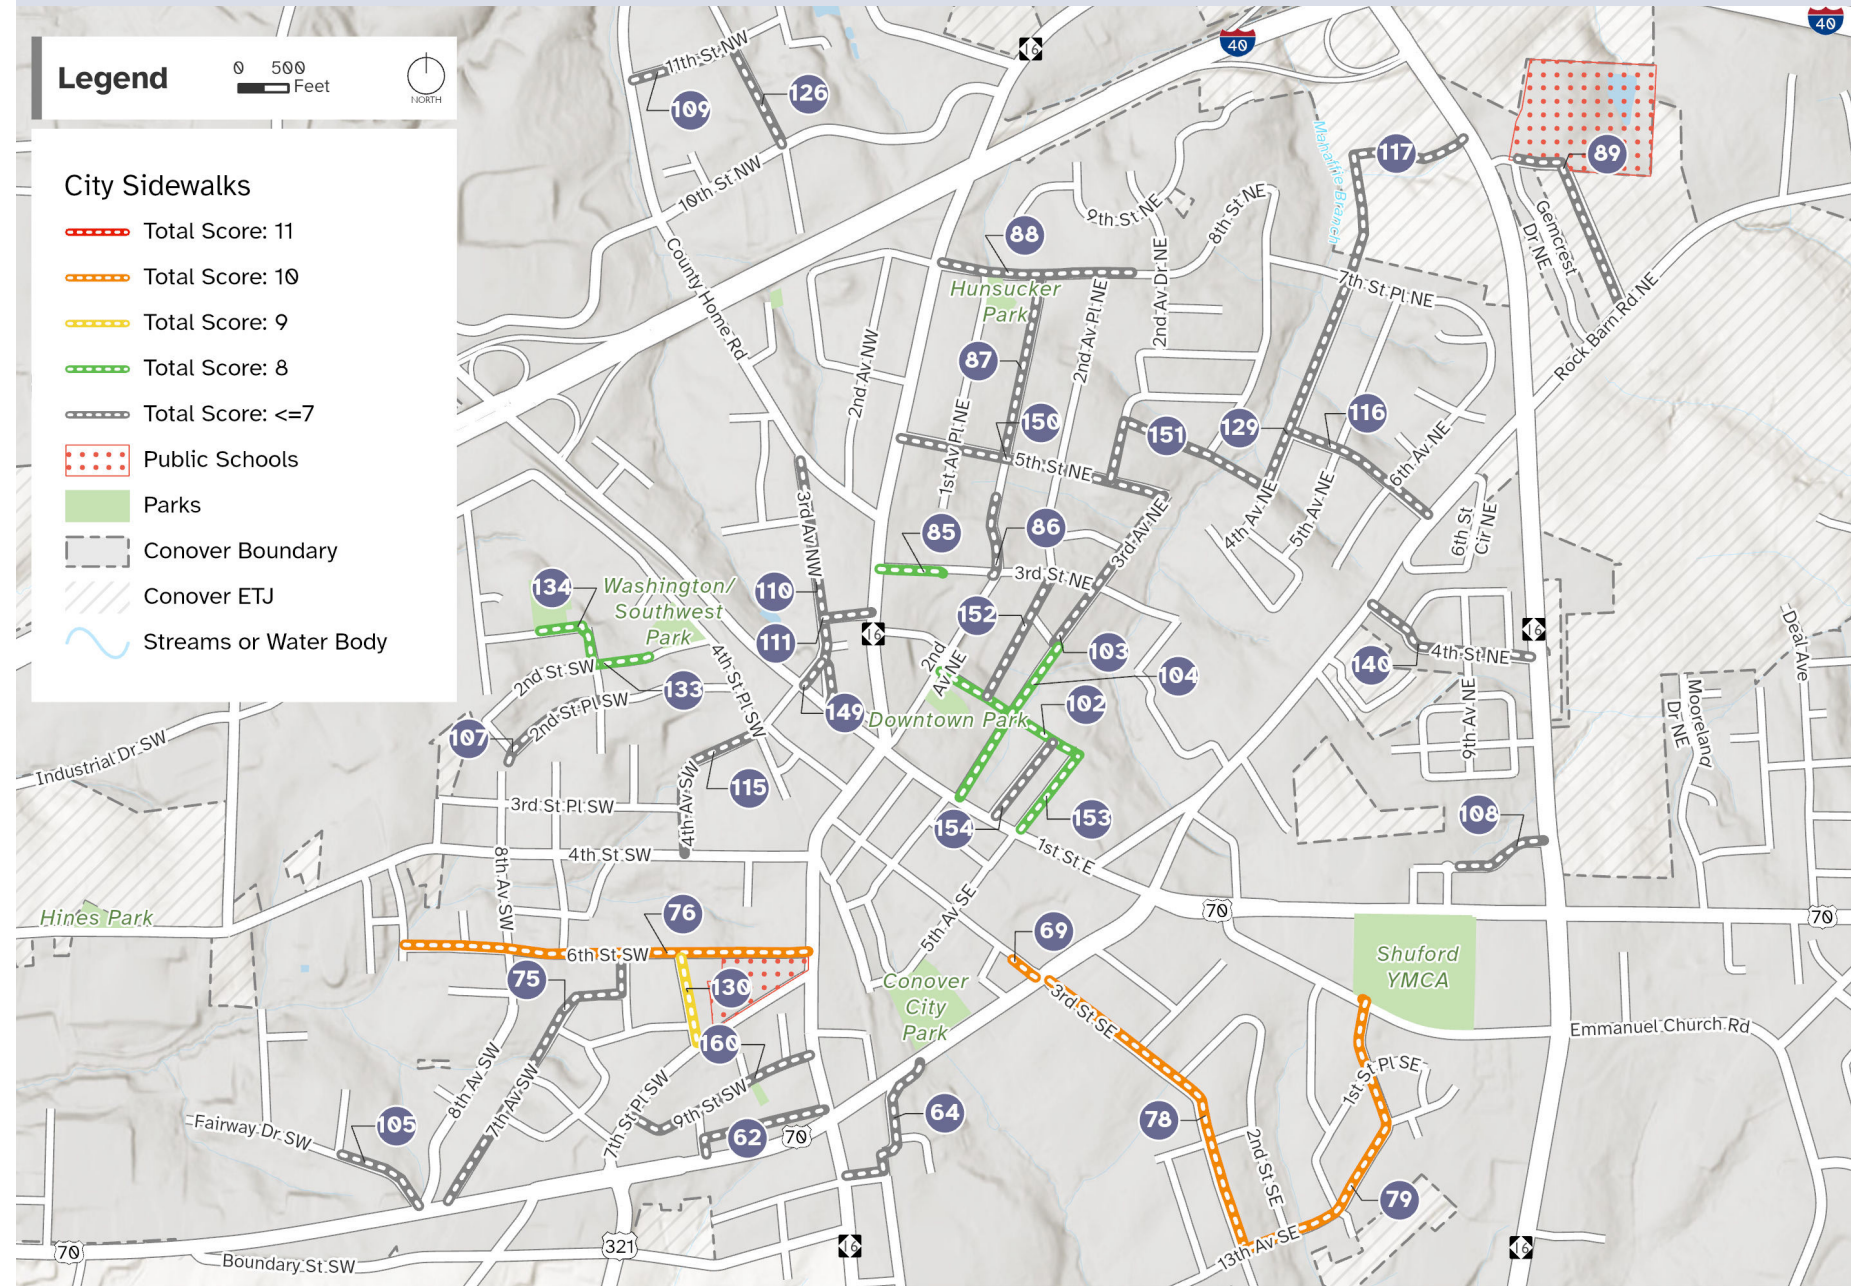 Legend
0 500
Feet
NORTH
City Sidewalks
Total Score: 11
Total Score: 10
Total Score: 9
Total Score: 8
Total Score: <=7
Public Schools
Parks
Conover Boundary
Conover ETJ
Streams or Water Body
40
40
16
11th St NW
109
126
10th St NW
117
89
Mahaffie Branch
Gemcrest
Dr NE
9th St NE
8th St NE
88
County Home Rd
2nd Av Dr NE
7th St Pl NE
Hunsucker
Park
2nd Av Pl NE
Rock Barn Rd NE
87
2nd Av NW
1st Av Pl NE
150
151
129
116
6th Av NE
5th St NE
3rd Av NW
4th Av NE
5th Av NE
6th St
Cir NE
85
86
3rd Av NE
3rd St NE
134
Washington/
Southwest
Park
110
111
16
152
2nd
Av NE
103
104
140
4th St NE
16
Deal Ave
2nd St SW
133
4th St Pl SW
149
Downtown Park
102
9th Av NE
Mooreland
Dr NE
2nd St Pl SW
107
Industrial Dr SW
115
4th Av SW
3rd St Pl SW
154
153
108
1st St E
4th St SW
8th Av SW
5th Av SE
70
70
Hines Park
76
69
6th St SW
75
130
Conover
City
Park
Shuford
YMCA
3rd St SE
160
Emmanuel Church Rd
8th Av SW
7th Av SW
7th St Pl SW
9th St SW
1st St Pl SE
105
Fairway Dr SW
62
70
64
78
2nd St SE
79
13th Av SE
70
321
16
16
Boundary St SW